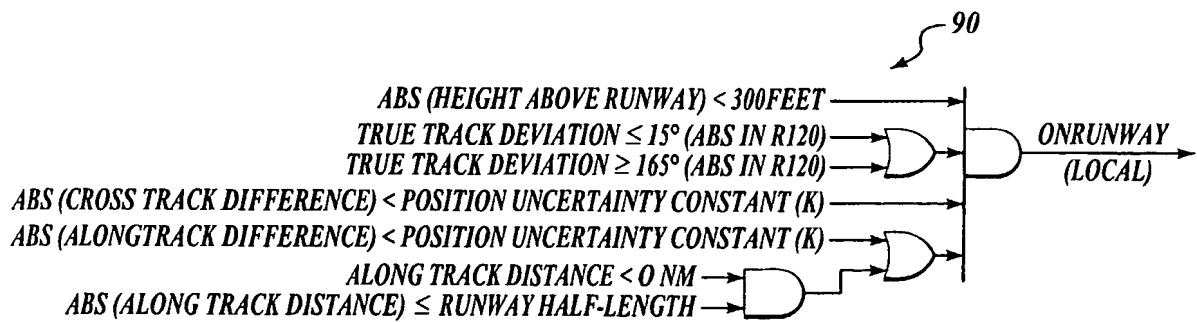 90
ABS (HEIGHT ABOVE RUNWAY) < 300FEET
TRUE TRACK DEVIATION ≤ 15° (ABS IN R120)
TRUE TRACK DEVIATION ≥ 165° (ABS IN R120)
ONRUNWAY
(LOCAL)
ABS (CROSS TRACK DIFFERENCE) < POSITION UNCERTAINTY CONSTANT (K)
ABS (ALONGTRACK DIFFERENCE) < POSITION UNCERTAINTY CONSTANT (K)
ALONG TRACK DISTANCE < O NM
ABS (ALONG TRACK DISTANCE) ≤ RUNWAY HALF-LENGTH